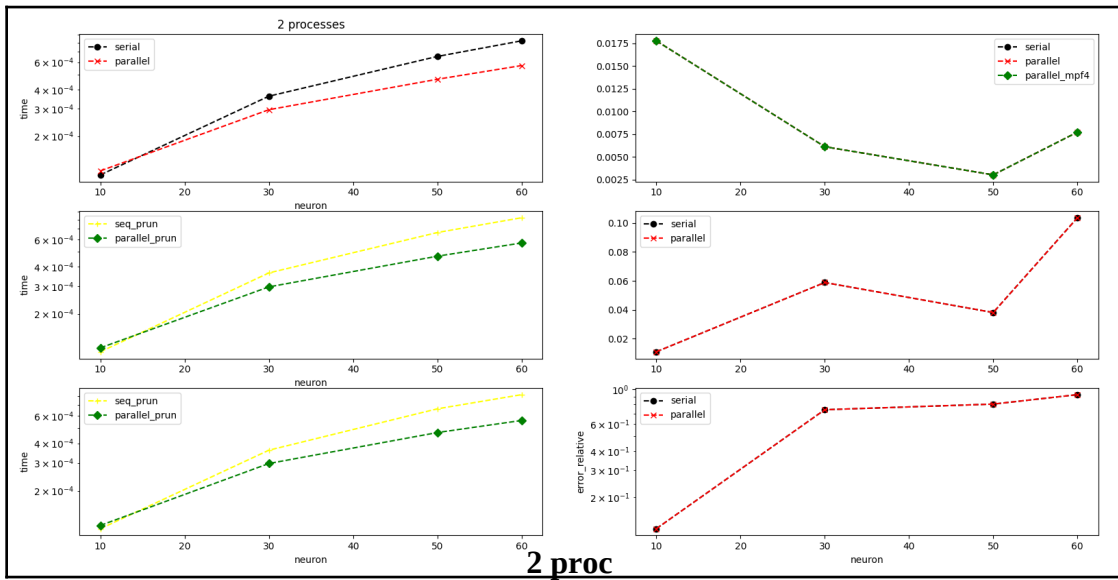 2 processes
serial
parallel
6 × 10⁻⁴
4 × 10⁻⁴
3 × 10⁻⁴
2 × 10⁻⁴
time
10 20 30 40 50 60
neuron
serial
parallel
parallel_mpf4
0.0175
0.0150
0.0125
0.0100
0.0075
0.0050
0.0025
10 20 30 40 50 60
seq_prun
parallel_prun
6 × 10⁻⁴
4 × 10⁻⁴
3 × 10⁻⁴
2 × 10⁻⁴
time
10 20 30 40 50 60
neuron
serial
parallel
0.10
0.08
0.06
0.04
0.02
10 20 30 40 50 60
seq_prun
parallel_prun
6 × 10⁻⁴
4 × 10⁻⁴
3 × 10⁻⁴
2 × 10⁻⁴
time
10 20 30 40 50 60
serial
parallel
10⁰
6 × 10⁻¹
4 × 10⁻¹
3 × 10⁻¹
2 × 10⁻¹
error_relative
10 20 30 40 50 60
neuron
2 proc